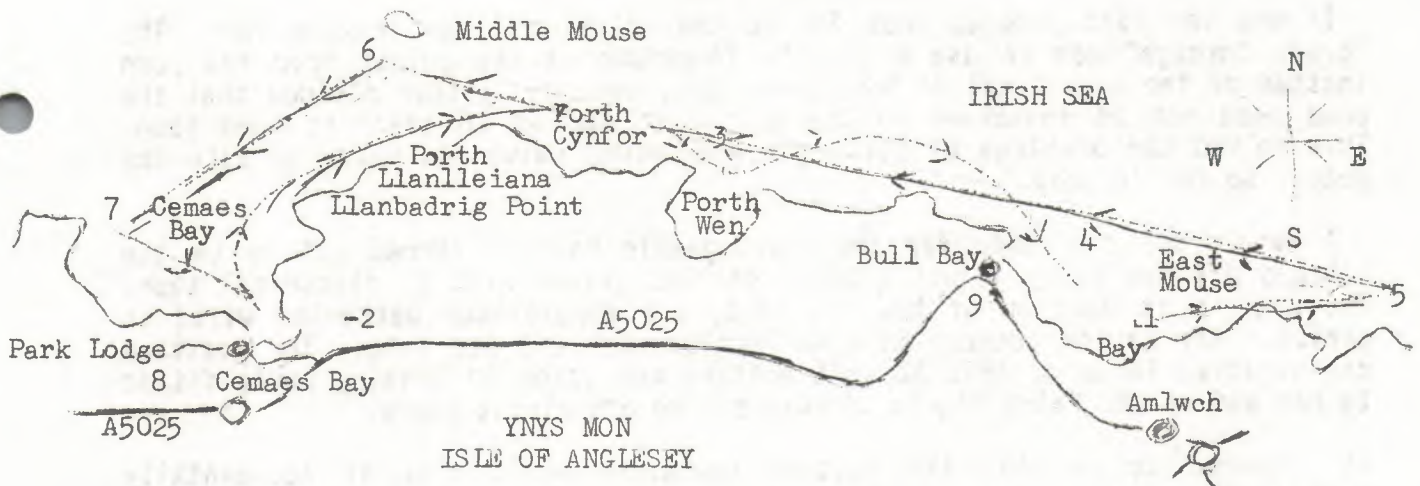 Middle Mouse
6
N
IRISH SEA
Porth
Cynfor
3
W
E
Porth
Llanlleiana
7
Cemaes
Bay
Llanbadrig Point
Porth
Wen
4
S
Bull Bay
East
Mouse
5
2
A5025
9
1
Bay
Park Lodge
8
Cemaes Bay
A5025
Amlwch
YNYS MON
ISLE OF ANGLESEY